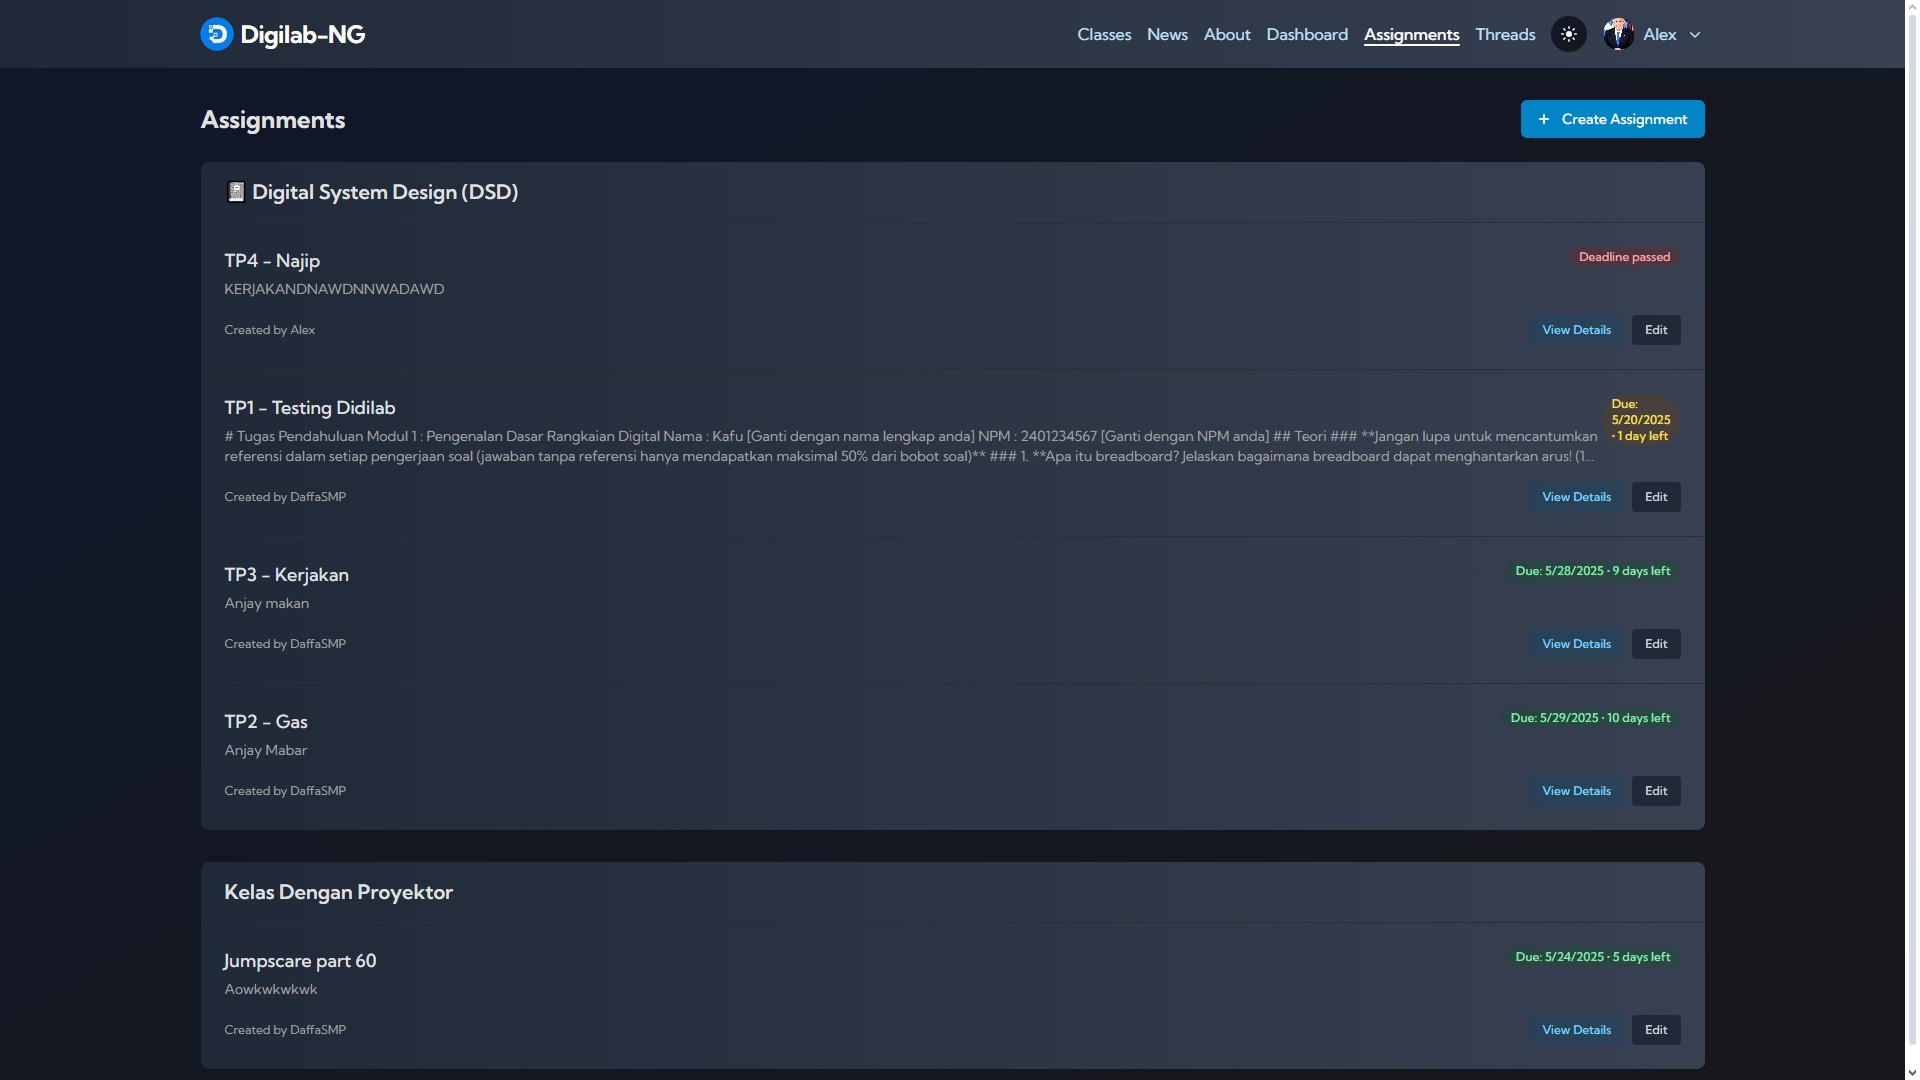 Digilab-NG
Classes News About Dashboard Assignments Threads Alex
Assignments
+ Create Assignment
Digital System Design (DSD)
TP4 - Najip
Deadline passed
KERJAKANDNAWDNNWADAWD
Created by Alex
View Details Edit
TP1 - Testing Didilab
Due:
5/20/2025
• 1 day left
# Tugas Pendahuluan Modul 1 : Pengenalan Dasar Rangkaian Digital Nama : Kafu [Ganti dengan nama lengkap anda] NPM : 2401234567 [Ganti dengan NPM anda] ## Teori ### **Jangan lupa untuk mencantumkan
referensi dalam setiap pengerjaan soal (jawaban tanpa referensi hanya mendapatkan maksimal 50% dari bobot soal)** ### 1. **Apa itu breadboard? Jelaskan bagaimana breadboard dapat menghantarkan arus! (1...
Created by DaffaSMP
View Details Edit
TP3 - Kerjakan
Due: 5/28/2025 • 9 days left
Anjay makan
Created by DaffaSMP
View Details Edit
TP2 - Gas
Due: 5/29/2025 • 10 days left
Anjay Mabar
Created by DaffaSMP
View Details Edit
Kelas Dengan Proyektor
Jumpscare part 60
Due: 5/24/2025 • 5 days left
Aowkwkwkwk
Created by DaffaSMP
View Details Edit